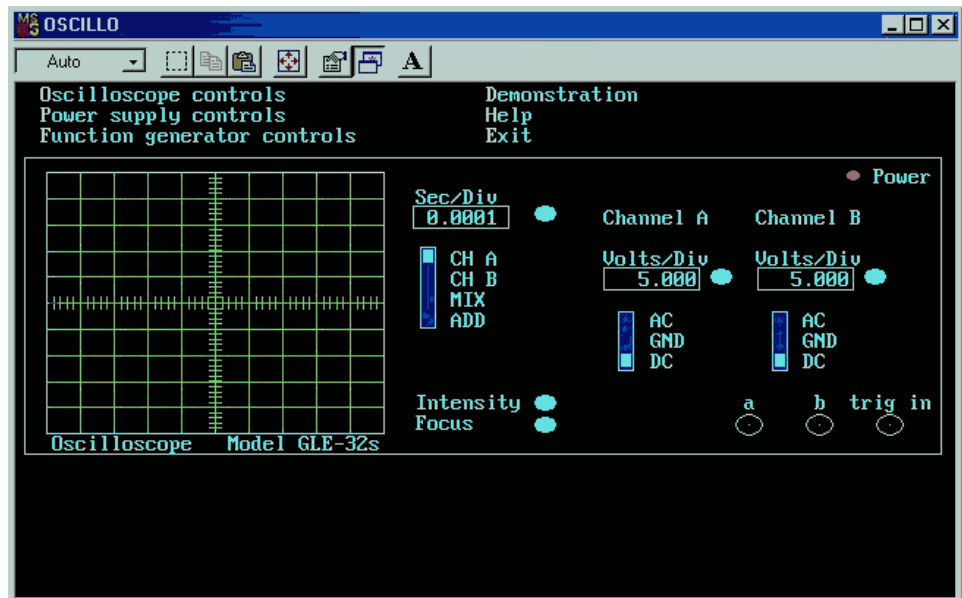 OSCILLO
Auto
A
Oscilloscope controls
Power supply controls
Function generator controls
Demonstration
Help
Exit
Power
Sec/Div
0.0001
CH A
CH B
MIX
ADD
Channel A
Volts/Div
5.000
AC
GND
DC
Channel B
Volts/Div
5.000
AC
GND
DC
Intensity
Focus
a b trig in
Oscilloscope Model GLE-32s